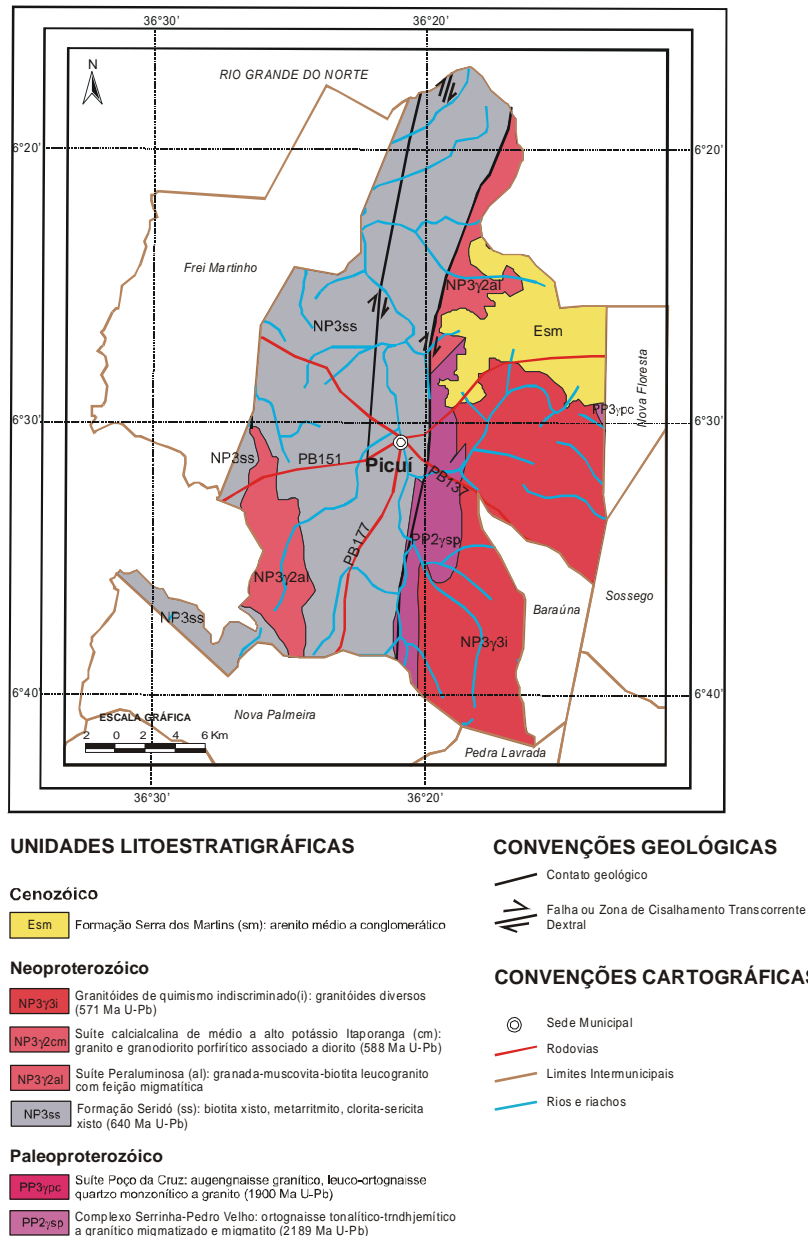 36°30' 36°20'
N
RIO GRANDE DO NORTE
6°20' 6°20'
Frei Martinho
NP3γ2al
NP3ss
Esm
Nova Floresta
PP3γpc
6°30' 6°30'
NP3ss
PB151
Picuí
PB137
PB177
PP2γsp
NP3γ2al
Baraúna
Sossego
NP3ss
NP3γ3i
6°40' 6°40'
Nova Palmeira
ESCALA GRÁFICA
2 0 2 4 6 Km
Pedra Lavrada
36°30' 36°20'
UNIDADES LITOESTRATIGRÁFICAS
Cenozóico
Esm Formação Serra dos Martins (sm): arenito médio a conglomerático
Neoproterozóico
NP3γ3i Granitóides de quimismo indiscriminado(i): granitóides diversos
(571 Ma U-Pb)
NP3γ2cm Suíte calcialcalina de médio a alto potássio Itaporanga (cm):
granito e granodiorito porfirítico associado a diorito (588 Ma U-Pb)
NP3γ2al Suíte Peraluminosa (al): granada-muscovita-biotita leucogranito
com feição migmatítica
NP3ss Formação Seridó (ss): biotita xisto, metarritmito, clorita-sericita
xisto (640 Ma U-Pb)
Paleoproterozóico
PP3γpc Suíte Poço da Cruz: augengnaisse granítico, leuco-ortognaisse
quartzo monzonítico a granito (1900 Ma U-Pb)
PP2γsp Complexo Serrinha-Pedro Velho: ortognaisse tonalítico-trndhjemítico
a granítico migmatizado e migmatito (2189 Ma U-Pb)
CONVENÇÕES GEOLÓGICAS
Contato geológico
Falha ou Zona de Cisalhamento Transcorrente
Dextral
CONVENÇÕES CARTOGRÁFICAS
Sede Municipal
Rodovias
Limites Intermunicipais
Rios e riachos